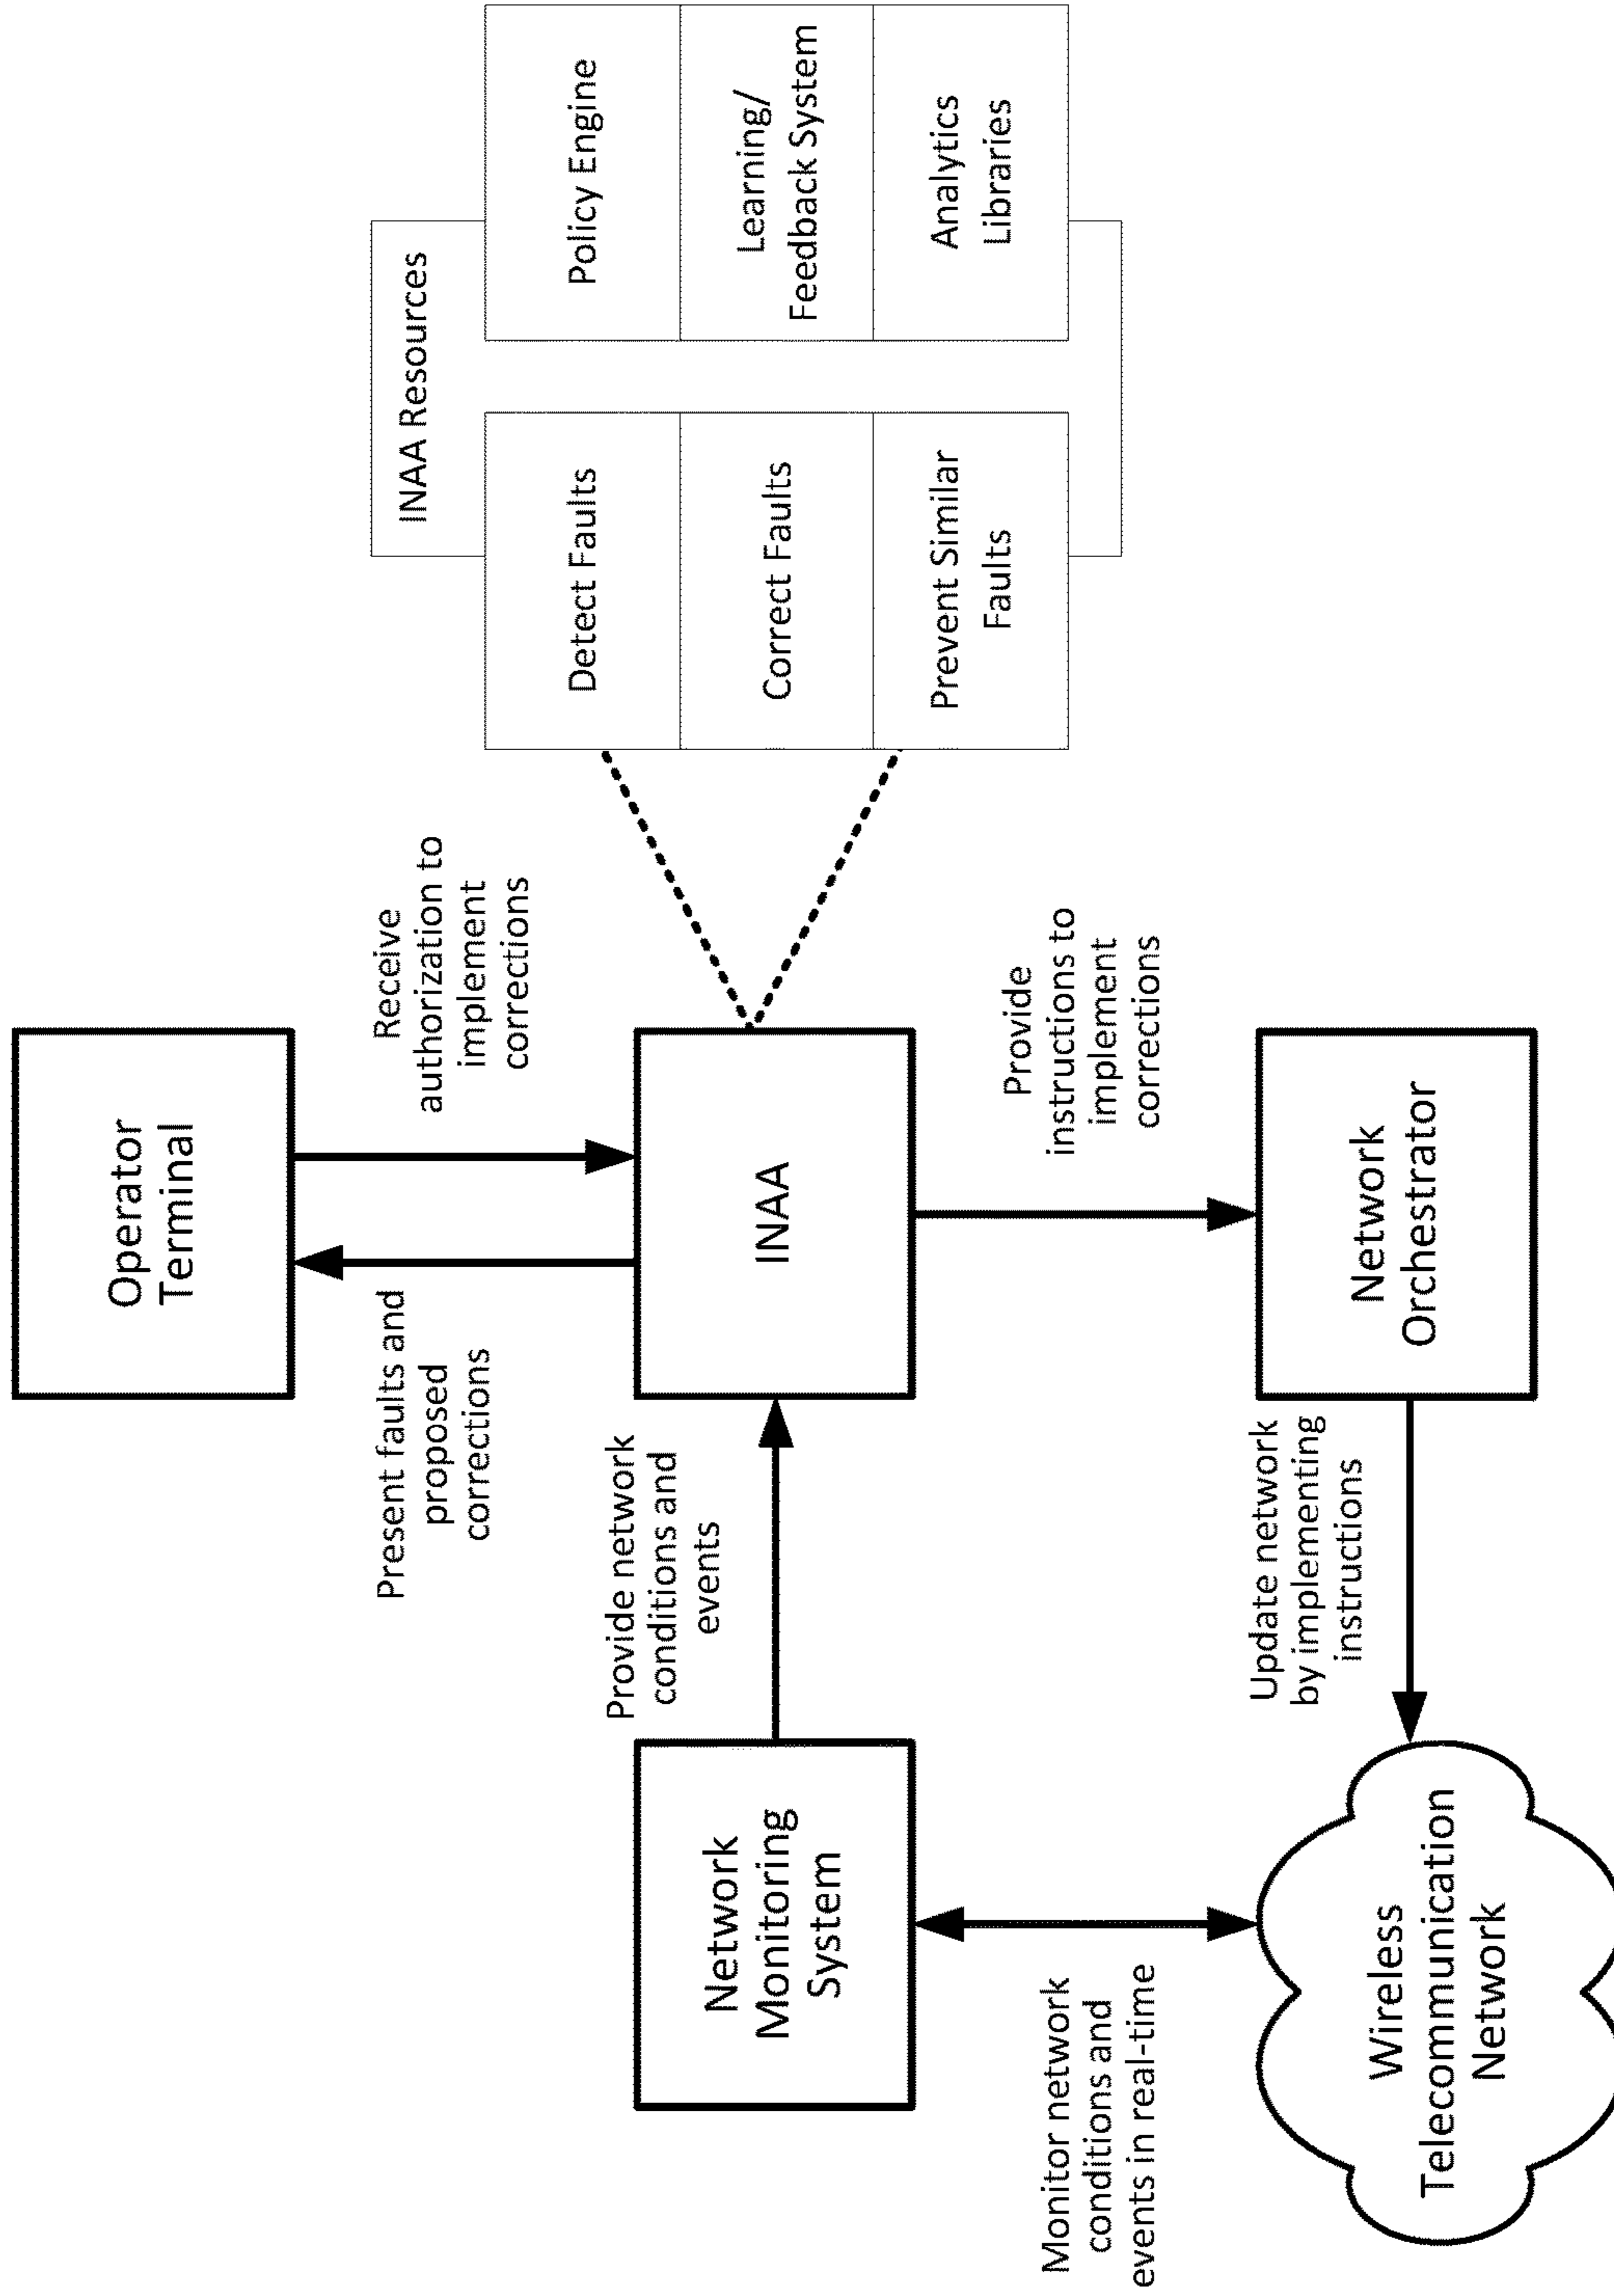 Operator
Terminal
Present faults and
proposed
corrections
Receive
authorization to
implement
corrections
INAA Resources
Detect Faults
Correct Faults
Prevent Similar
Faults
Policy Engine
Learning/
Feedback System
Analytics
Libraries
Network
Monitoring
System
Provide network
conditions and
events
INAA
Monitor network
conditions and
events in real-time
Provide
instructions to
implement
corrections
Wireless
Telecommunication
Network
Update network
by implementing
instructions
Network
Orchestrator